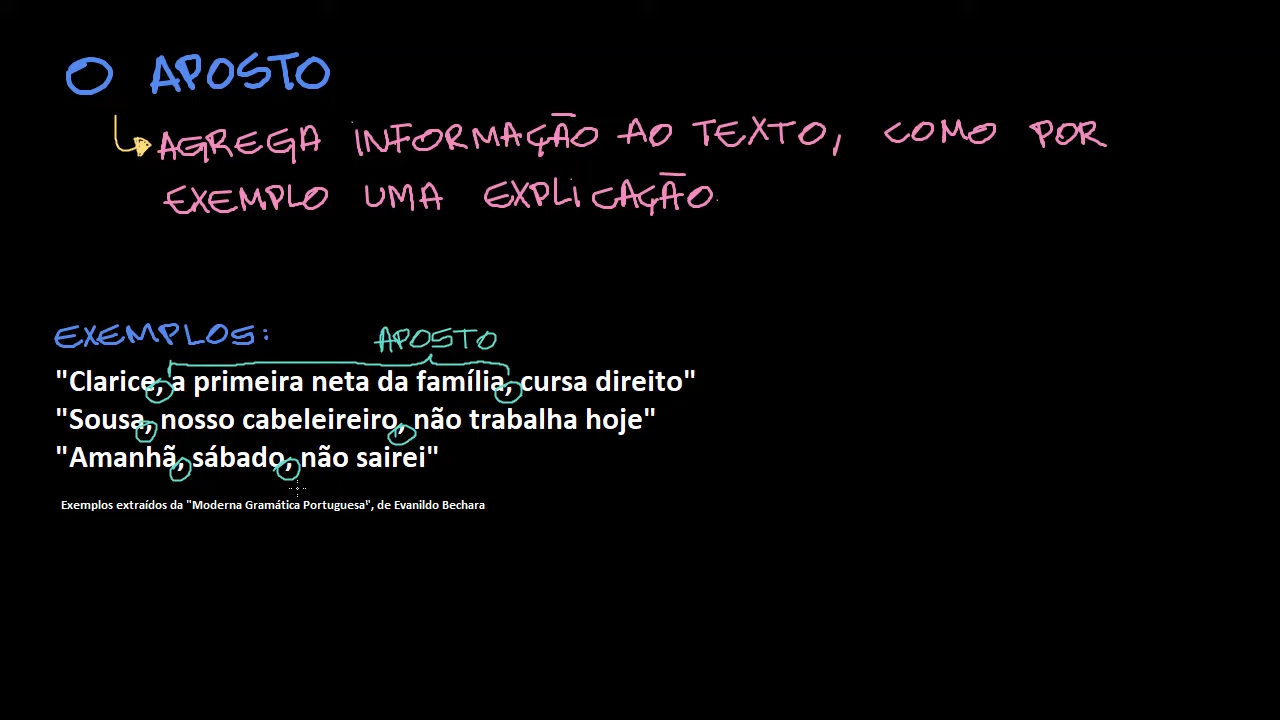 O APOSTO
AGREGA INFORMAÇÃO AO TEXTO, COMO POR
EXEMPLO UMA EXPLICAÇÃO.
EXEMPLOS:
APOSTO
"Clarice, a primeira neta da família, cursa direito"
"Sousa, nosso cabeleireiro, não trabalha hoje"
"Amanhã, sábado, não sairei"
Exemplos extraídos da "Moderna Gramática Portuguesa", de Evanildo Bechara